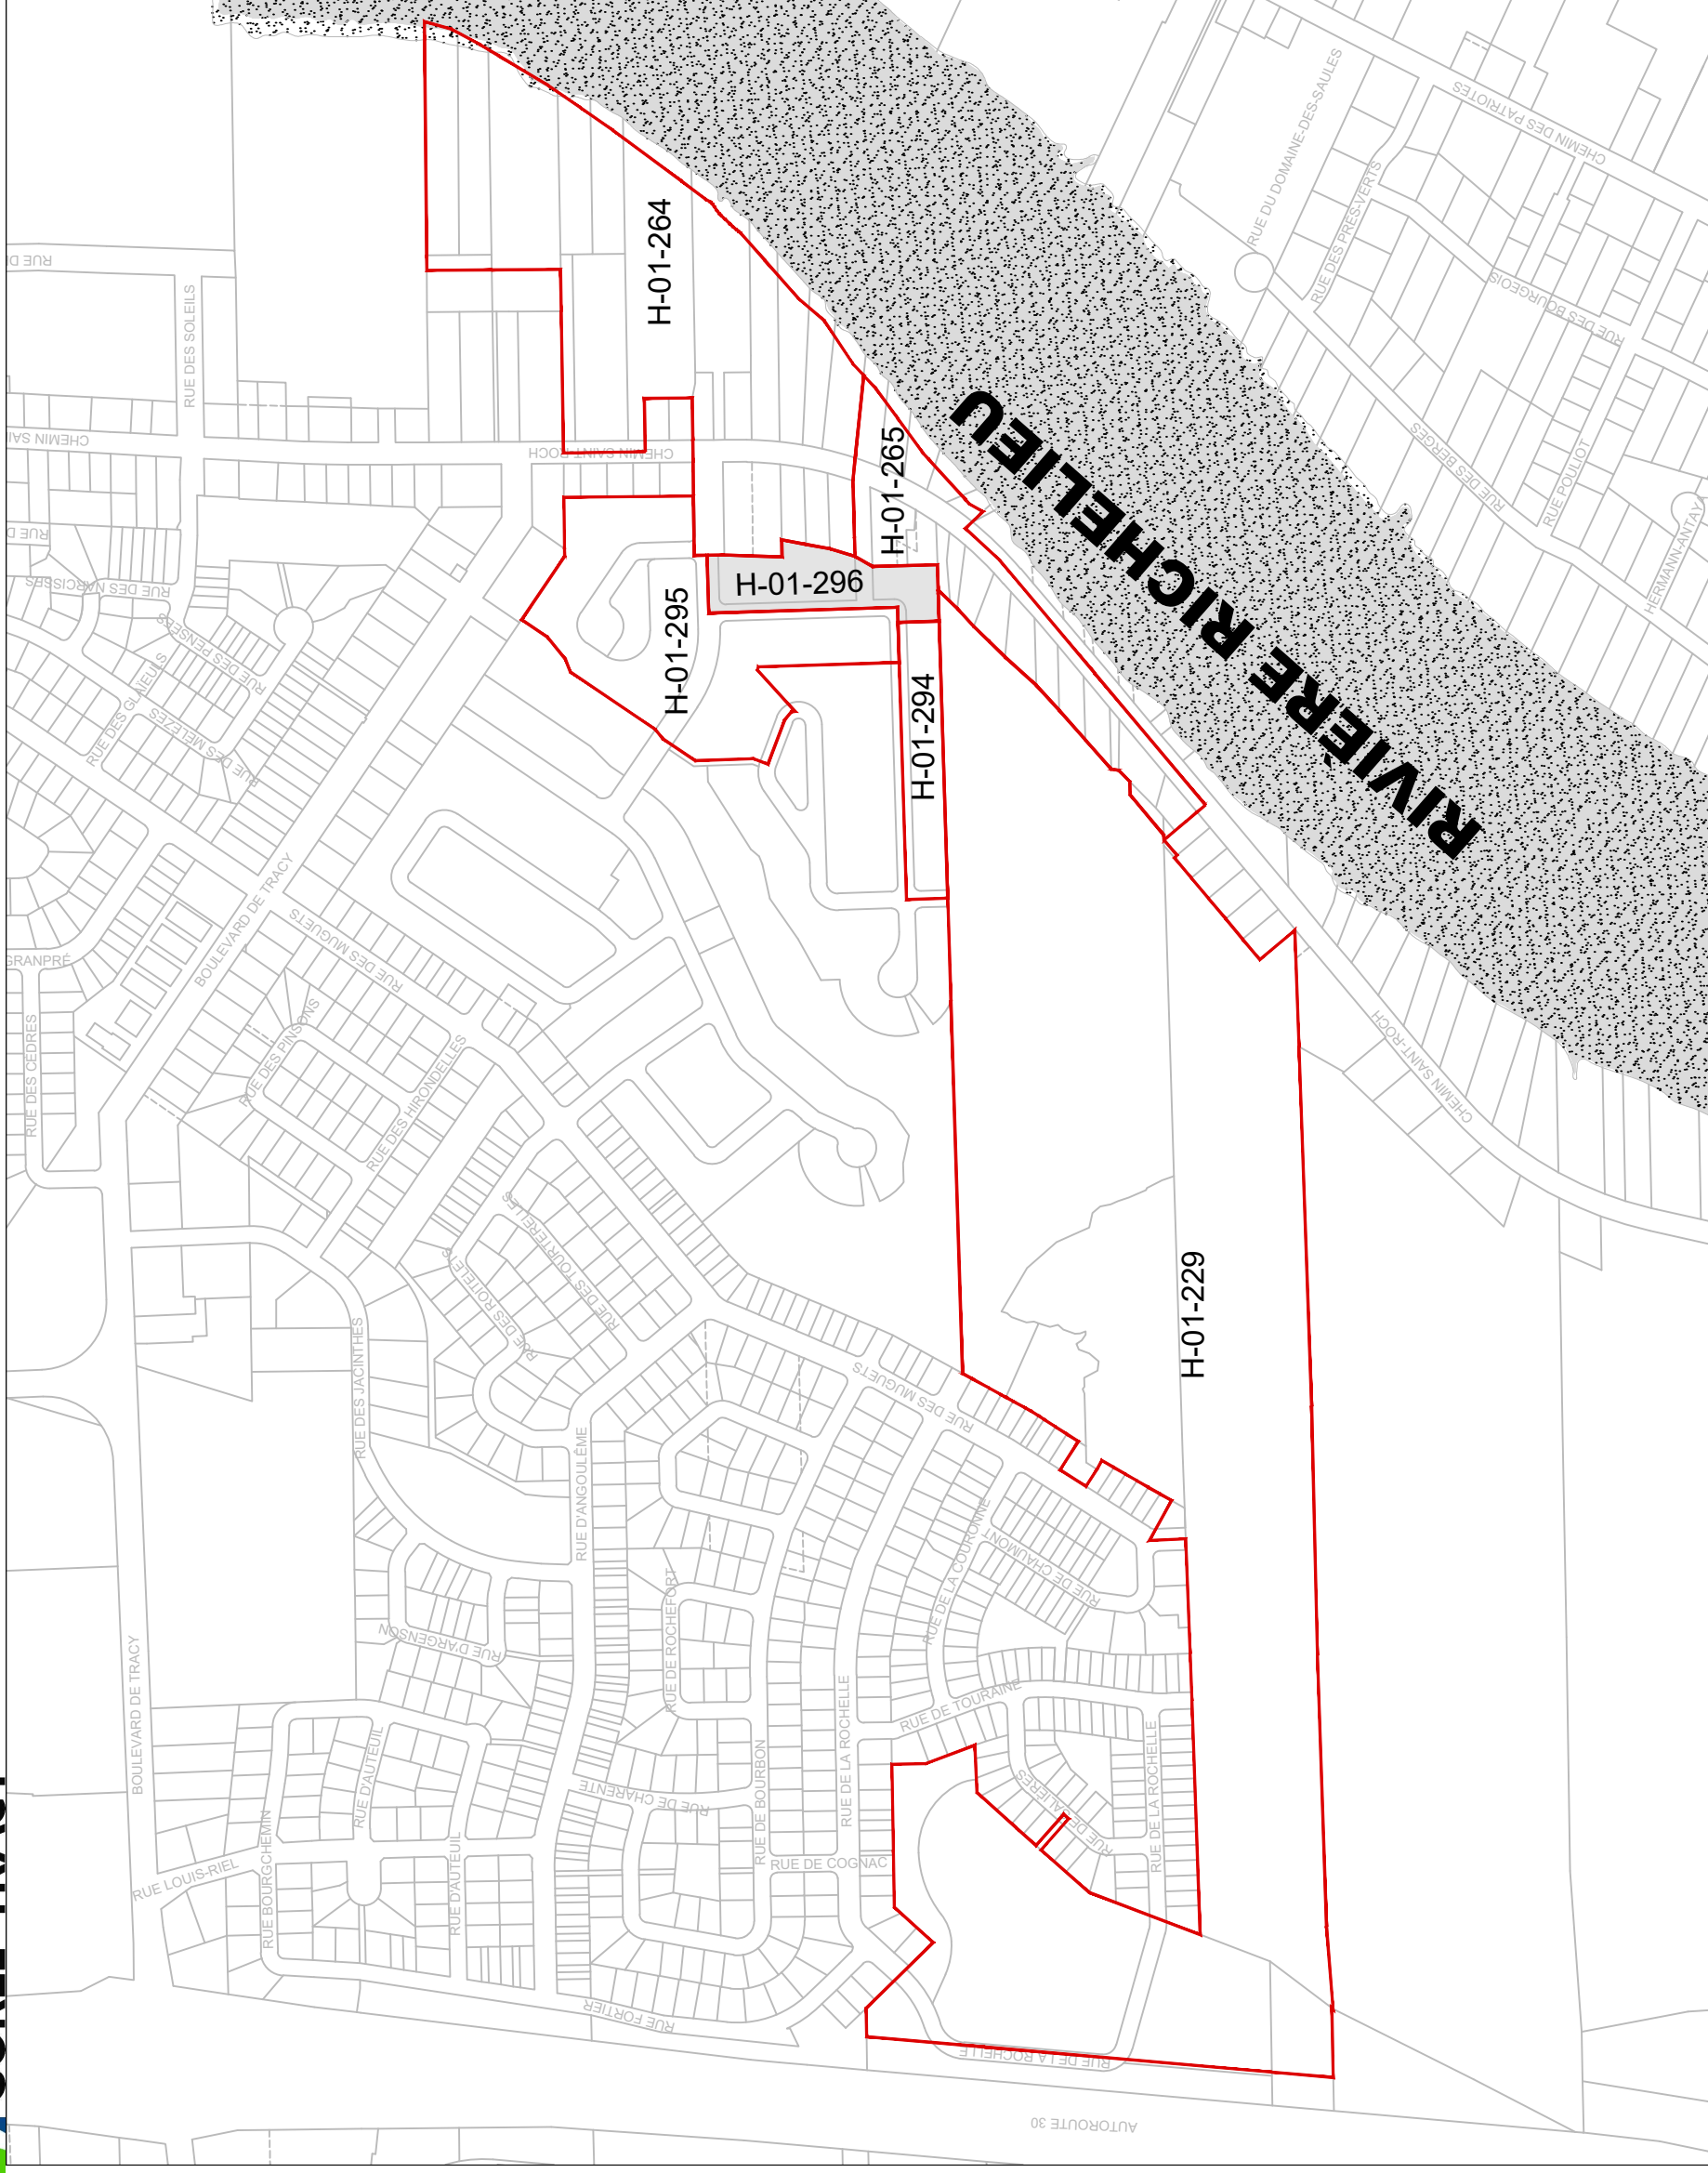 RUE DES SOLEILS
CHEMIN SAINT-ROCH
H-01-264
H-01-265
H-01-296
H-01-295
H-01-294
H-01-229
RIVIÈRE RICHELIEU
RUE DU DOMAINE-DES-SAULES
CHEMIN DES PATRIOTES
RUE DES PRÉS-VERTS
RUE DES BOURGEOIS
RUE DES BERGES
RUE POULIOT
HERMAIN-ANTAY
RUE DES NARCISSES
RUE DES PENSÉES
RUE DES GLAÏEULS
RUE DES MÉLÈZES
BOULEVARD DE TRACY
GRANPRÉ
RUE DES CÈDRES
RUE DES MUGUETS
RUE DES PINSONS
RUE DES HIRONDELLES
RUE DES TOURTERELLES
RUE DES ROITELETS
CHEMIN SAINT-ROCH
RUE DES JACINTHES
RUE DES MUGUETS
RUE D'ANGOULÊME
RUE DE LA COURONNE
RUE DE CHAUMONT
RUE DE ROCHEFORT
RUE D'ARGENSON
BOULEVARD DE TRACY
RUE DE TOURAINE
RUE DE LA ROCHELLE
RUE DE BOURBON
RUE D'AUTEUIL
RUE DE CHARENTE
RUE DE GALIÈRES
RUE DE LA ROCHELLE
RUE DE COGNAC
RUE LOUIS-RIEL
RUE BOURGCHEMIN
RUE D'AUTEUIL
RUE FORTIER
RUE DE LA ROCHELLE
AUTOROUTE 30